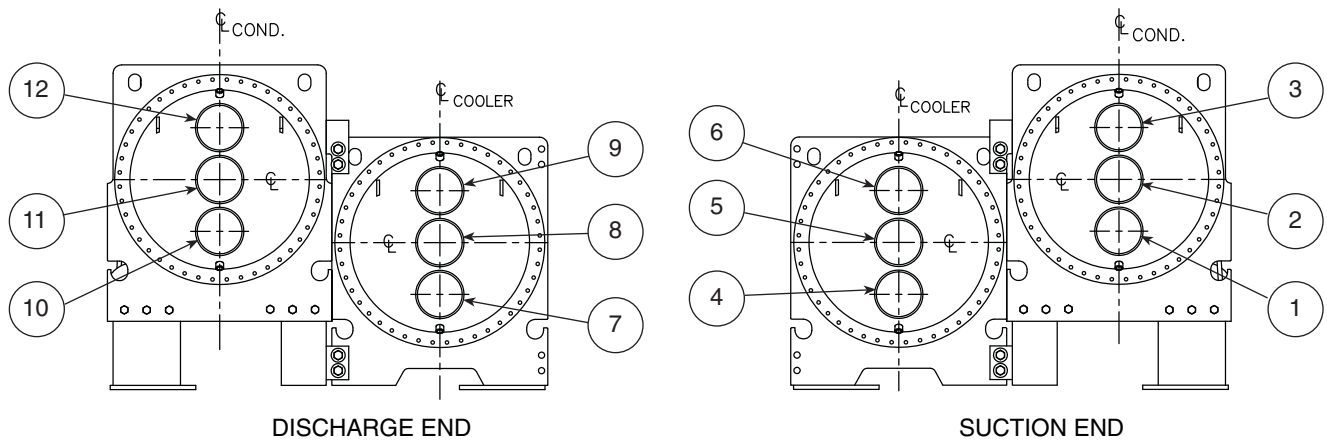 ℄ COND.
℄ COOLER
12
11
10
9
8
7
℄
℄
DISCHARGE END
℄ COND.
℄ COOLER
6
5
4
3
2
1
℄
℄
SUCTION END